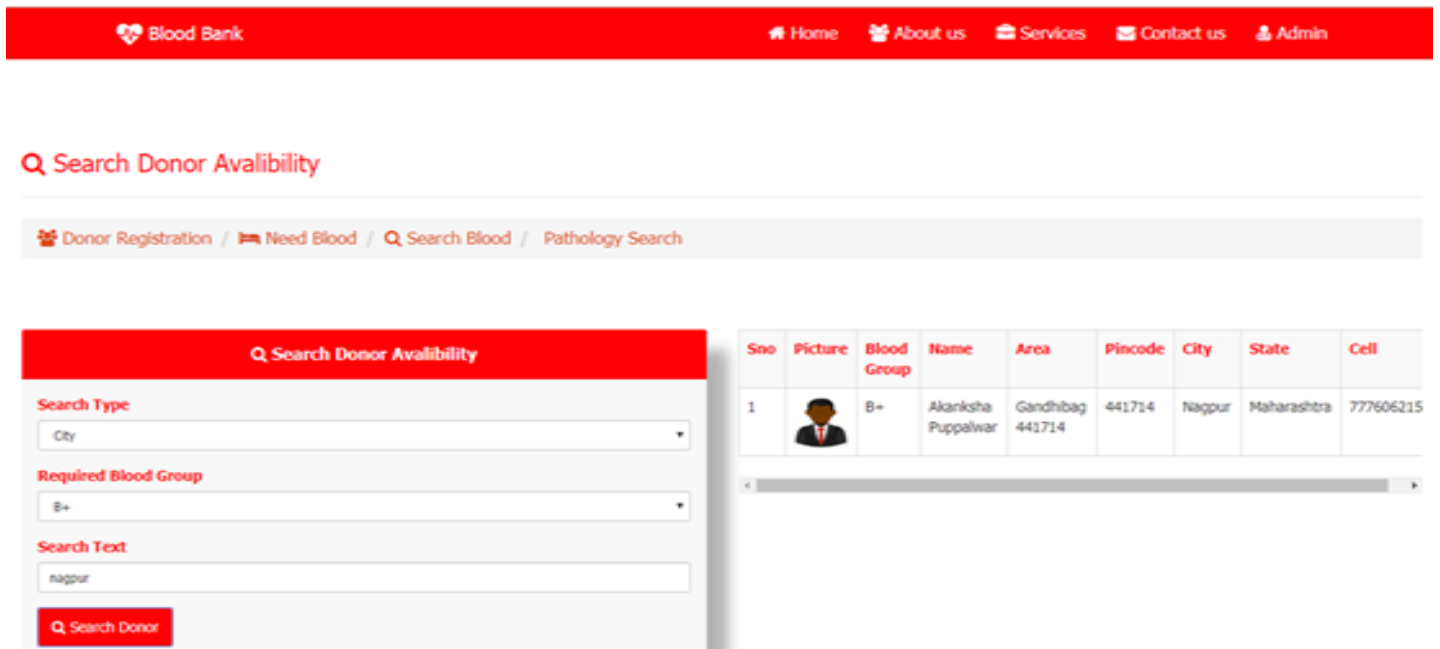 Blood Bank Home About us Services Contact us Admin
Search Donor Avalibility
Donor Registration / Need Blood / Search Blood / Pathology Search
Search Donor Avalibility
Search Type
City
Required Blood Group
B+
Search Text
nagpur
Search Donor
Sno Picture Blood Group Name Area Pincode City State Cell
1 B+ Akanksha Puppalwar Gandhibag 441714 441714 Nagpur Maharashtra 777606215